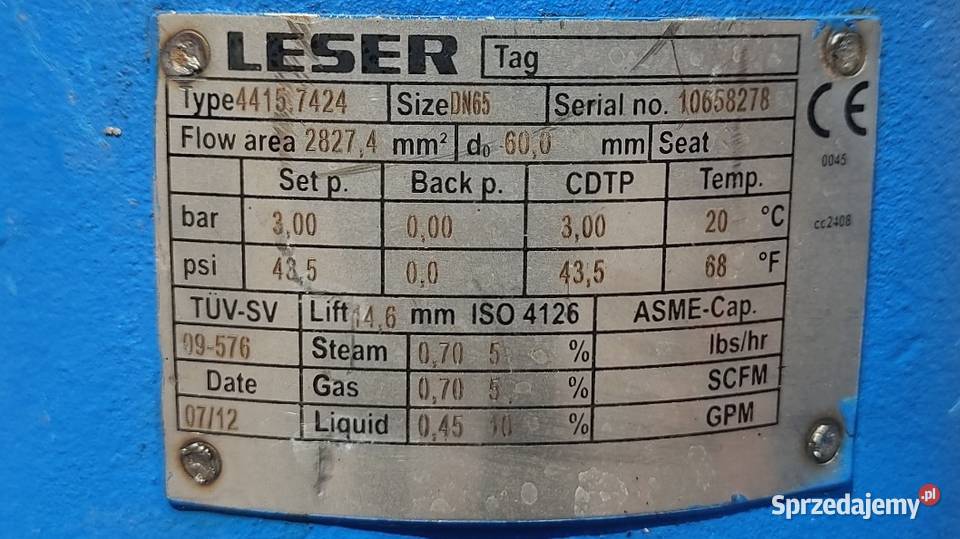 LESER Tag
Type 4415.7424 Size DN65 Serial no. 10658278
Flow area 2827,4 mm² d₀ 60,0 mm Seat
CE
0045
Set p. Back p. CDTP Temp.
bar 3,00 0,00 3,00 20 °C
cc2408
psi 43.5 0,0 43,5 68 °F
TÜV-SV Lift 14,6 mm ISO 4126 ASME-Cap.
09-576 Steam 0,70 5 % lbs/hr
Date Gas 0,70 5 % SCFM
07/12 Liquid 0,45 10 % GPM
Sprzedajemy.pl